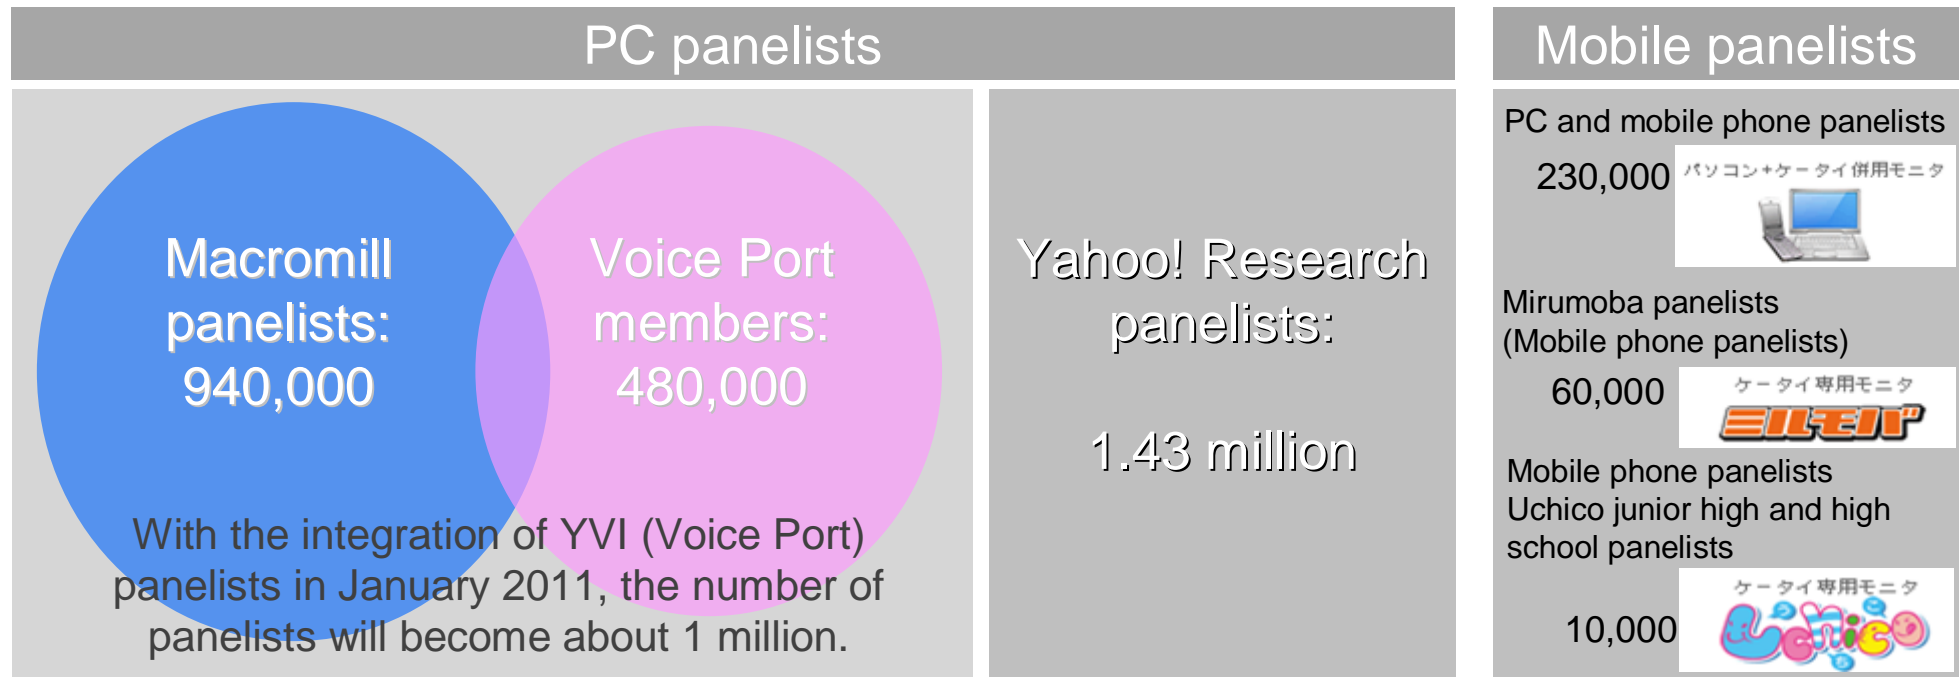 PC panelists
Macromill
panelists:
940,000
Voice Port
members:
480,000
With the integration of YVI (Voice Port)
panelists in January 2011, the number of
panelists will become about 1 million.
Yahoo! Research
panelists:
1.43 million
Mobile panelists
PC and mobile phone panelists
230,000
パソコン+ケータイ併用モニタ
Mirumoba panelists
(Mobile phone panelists)
60,000
ケータイ専用モニタ
ミルモバ
Mobile phone panelists
Uchico junior high and high
school panelists
10,000
ケータイ専用モニタ
Uchico